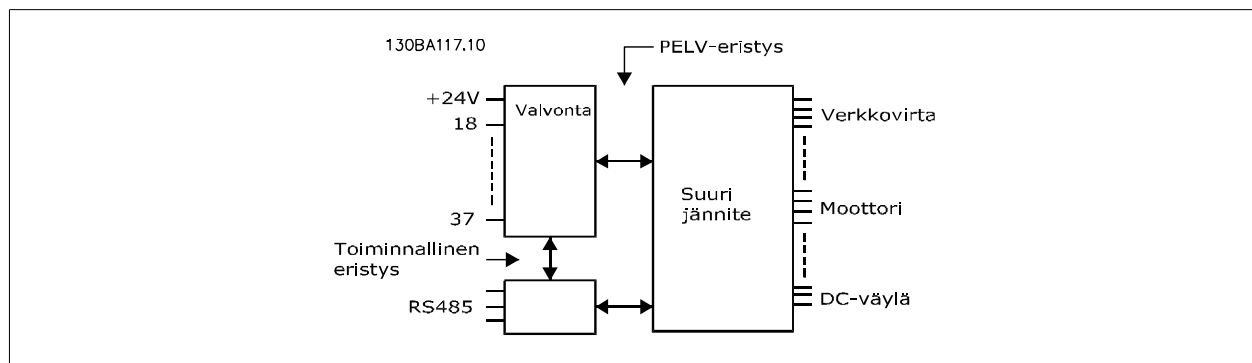 130BA117.10
PELV-eristys
+24V
Valvonta
18
37
Suuri
jännite
Verkkovirta
Moottori
DC-väylä
Toiminnallinen
eristys
RS485